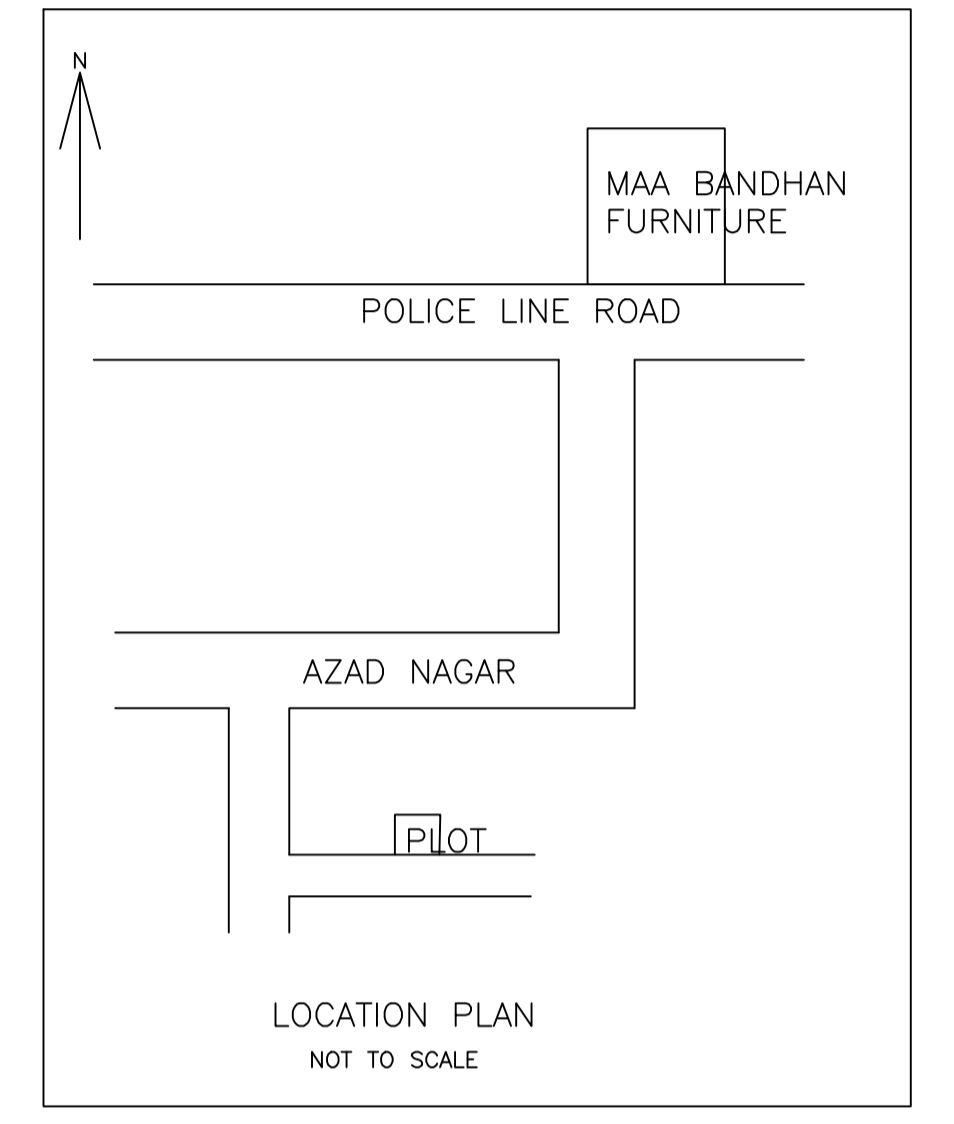 N
MAA BANDHAN
FURNITURE
POLICE LINE ROAD
AZAD NAGAR
PLOT
LOCATION PLAN
NOT TO SCALE